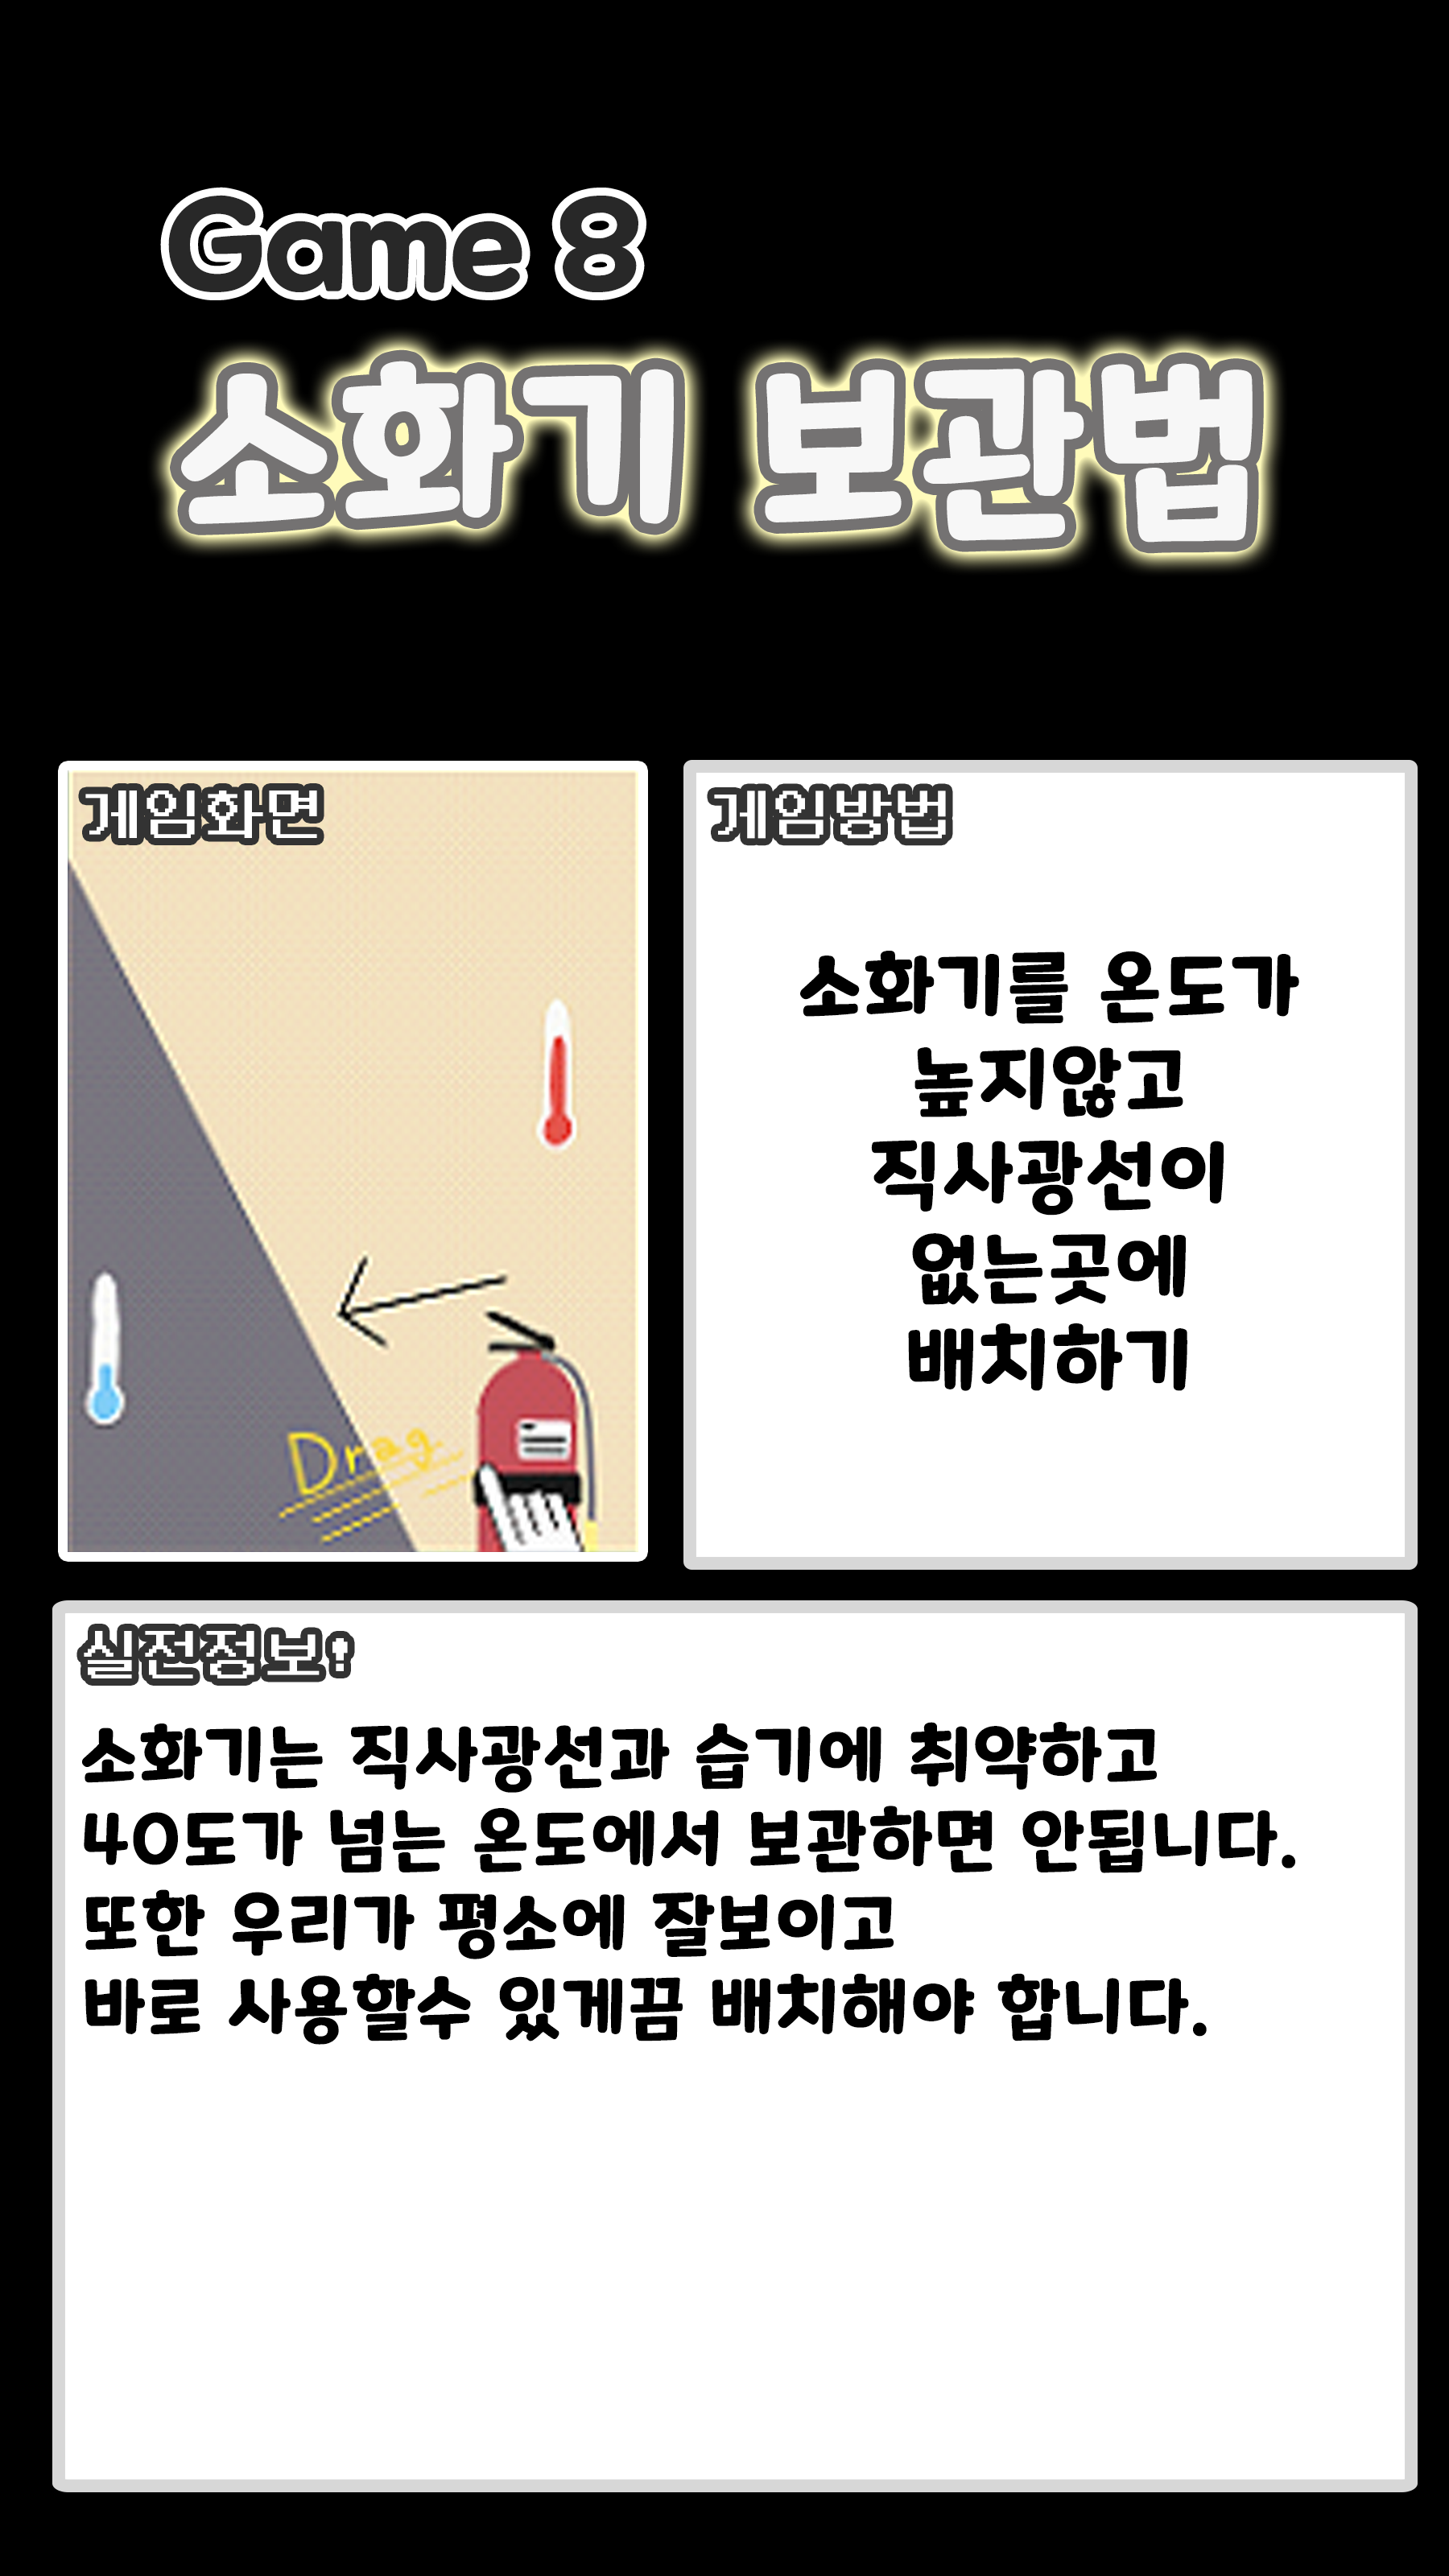 Game 8
소화기 보관법
게임화면
Drag
게임방법
소화기를 온도가
높지않고
직사광선이
없는곳에
배치하기
실전정보!
소화기는 직사광선과 습기에 취약하고
40도가 넘는 온도에서 보관하면 안됩니다.
또한 우리가 평소에 잘보이고
바로 사용할수 있게끔 배치해야 합니다.